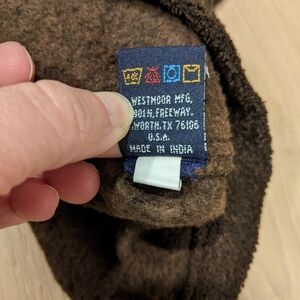 WESTMOOR MFG,
901 N, FREEWAY,
WORTH, TX 76106
U.S.A.
MADE IN INDIA